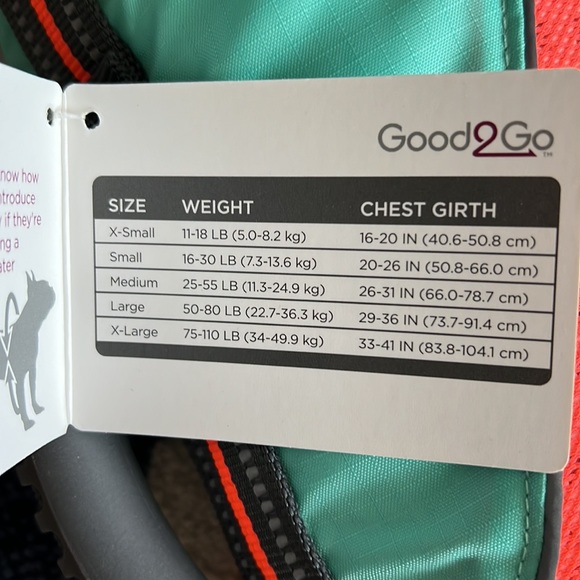 Good2Go™
now how
ntroduce
if they're
ng a
ater
SIZE WEIGHT CHEST GIRTH
X-Small 11-18 LB (5.0-8.2 kg) 16-20 IN (40.6-50.8 cm)
Small 16-30 LB (7.3-13.6 kg) 20-26 IN (50.8-66.0 cm)
Medium 25-55 LB (11.3-24.9 kg) 26-31 IN (66.0-78.7 cm)
Large 50-80 LB (22.7-36.3 kg) 29-36 IN (73.7-91.4 cm)
X-Large 75-110 LB (34-49.9 kg) 33-41 IN (83.8-104.1 cm)